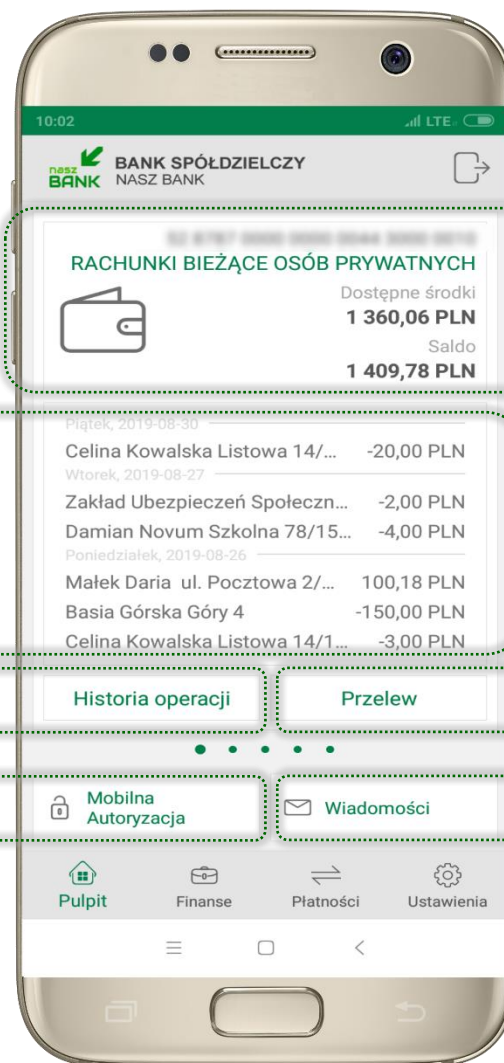 10:02 LTE
nasz BANK
BANK SPÓŁDZIELCZY
NASZ BANK
RACHUNKI BIEŻĄCE OSÓB PRYWATNYCH
Dostępne środki
1 360,06 PLN
Saldo
1 409,78 PLN
Piątek, 2019-08-30
Celina Kowalska Listowa 14/... -20,00 PLN
Wtorek, 2019-08-27
Zakład Ubezpieczeń Społeczn... -2,00 PLN
Damian Novum Szkolna 78/15... -4,00 PLN
Poniedziałek, 2019-08-26
Małek Daria ul. Pocztowa 2/... 100,18 PLN
Basia Górska Góry 4 -150,00 PLN
Celina Kowalska Listowa 14/1... -3,00 PLN
Historia operacji Przelew
Mobilna
Autoryzacja
Wiadomości
Pulpit Finanse Płatności Ustawienia